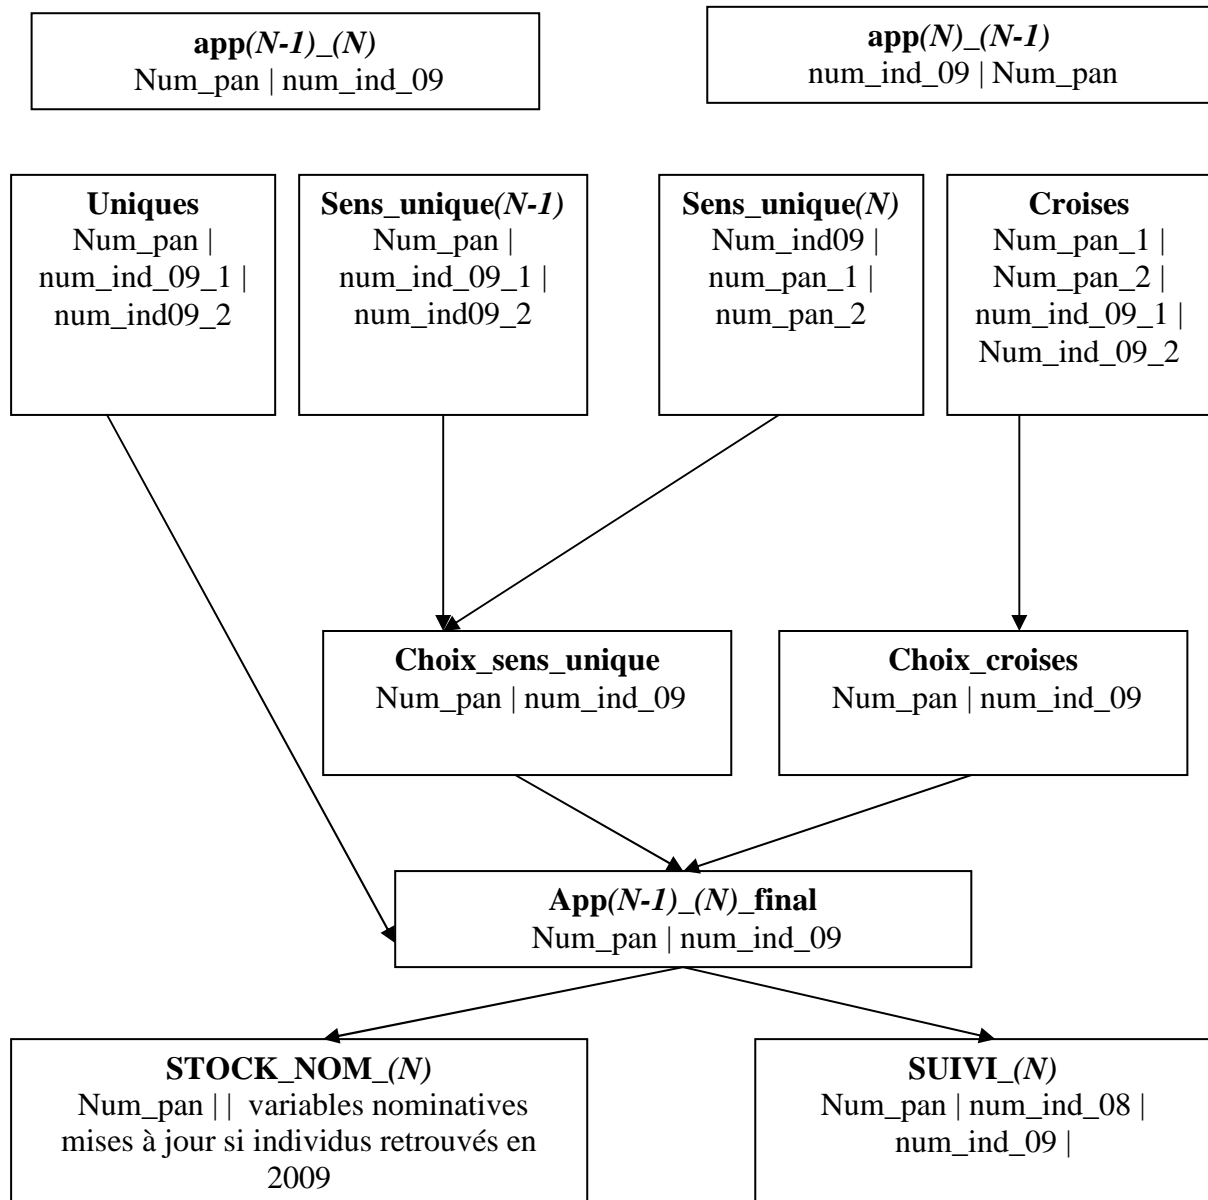 app(N-1)_(N)
Num_pan | num_ind_09
app(N)_(N-1)
num_ind_09 | Num_pan
Uniques
Num_pan |
num_ind_09_1 |
num_ind09_2
Sens_unique(N-1)
Num_pan |
num_ind_09_1 |
num_ind09_2
Sens_unique(N)
Num_ind09 |
num_pan_1 |
num_pan_2
Croises
Num_pan_1 |
Num_pan_2 |
num_ind_09_1 |
Num_ind_09_2
Choix_sens_unique
Num_pan | num_ind_09
Choix_croises
Num_pan | num_ind_09
App(N-1)_(N)_final
Num_pan | num_ind_09
STOCK_NOM_(N)
Num_pan | | variables nominatives
mises à jour si individus retrouvés en
2009
SUIVI_(N)
Num_pan | num_ind_08 |
num_ind_09 |